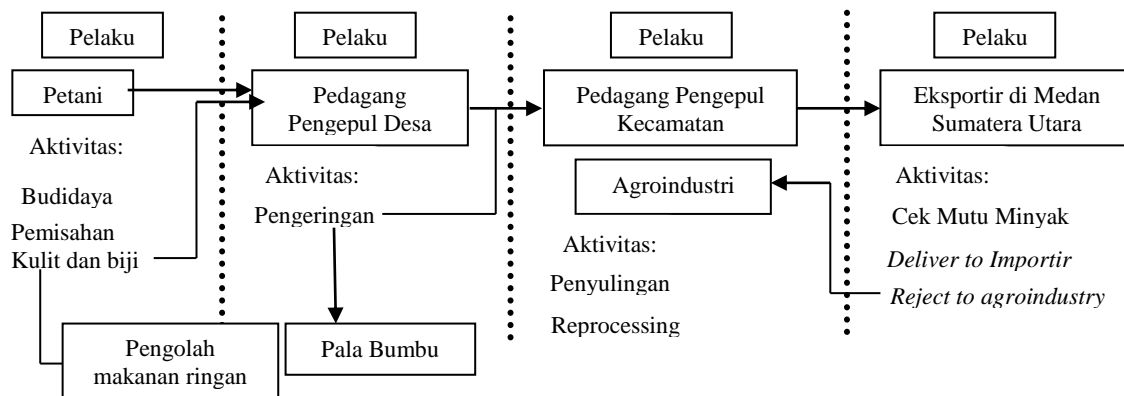 Pelaku
Petani
Aktivitas:
Budidaya
Pemisahan
Kulit dan biji
Pengolah
makanan ringan
Pelaku
Pedagang
Pengepul Desa
Aktivitas:
Pengeringan
Pala Bumbu
Pelaku
Pedagang Pengepul
Kecamatan
Agroindustri
Aktivitas:
Penyulingan
Reprocessing
Pelaku
Eksportir di Medan
Sumatera Utara
Aktivitas:
Cek Mutu Minyak
Deliver to Importir
Reject to agroindustry